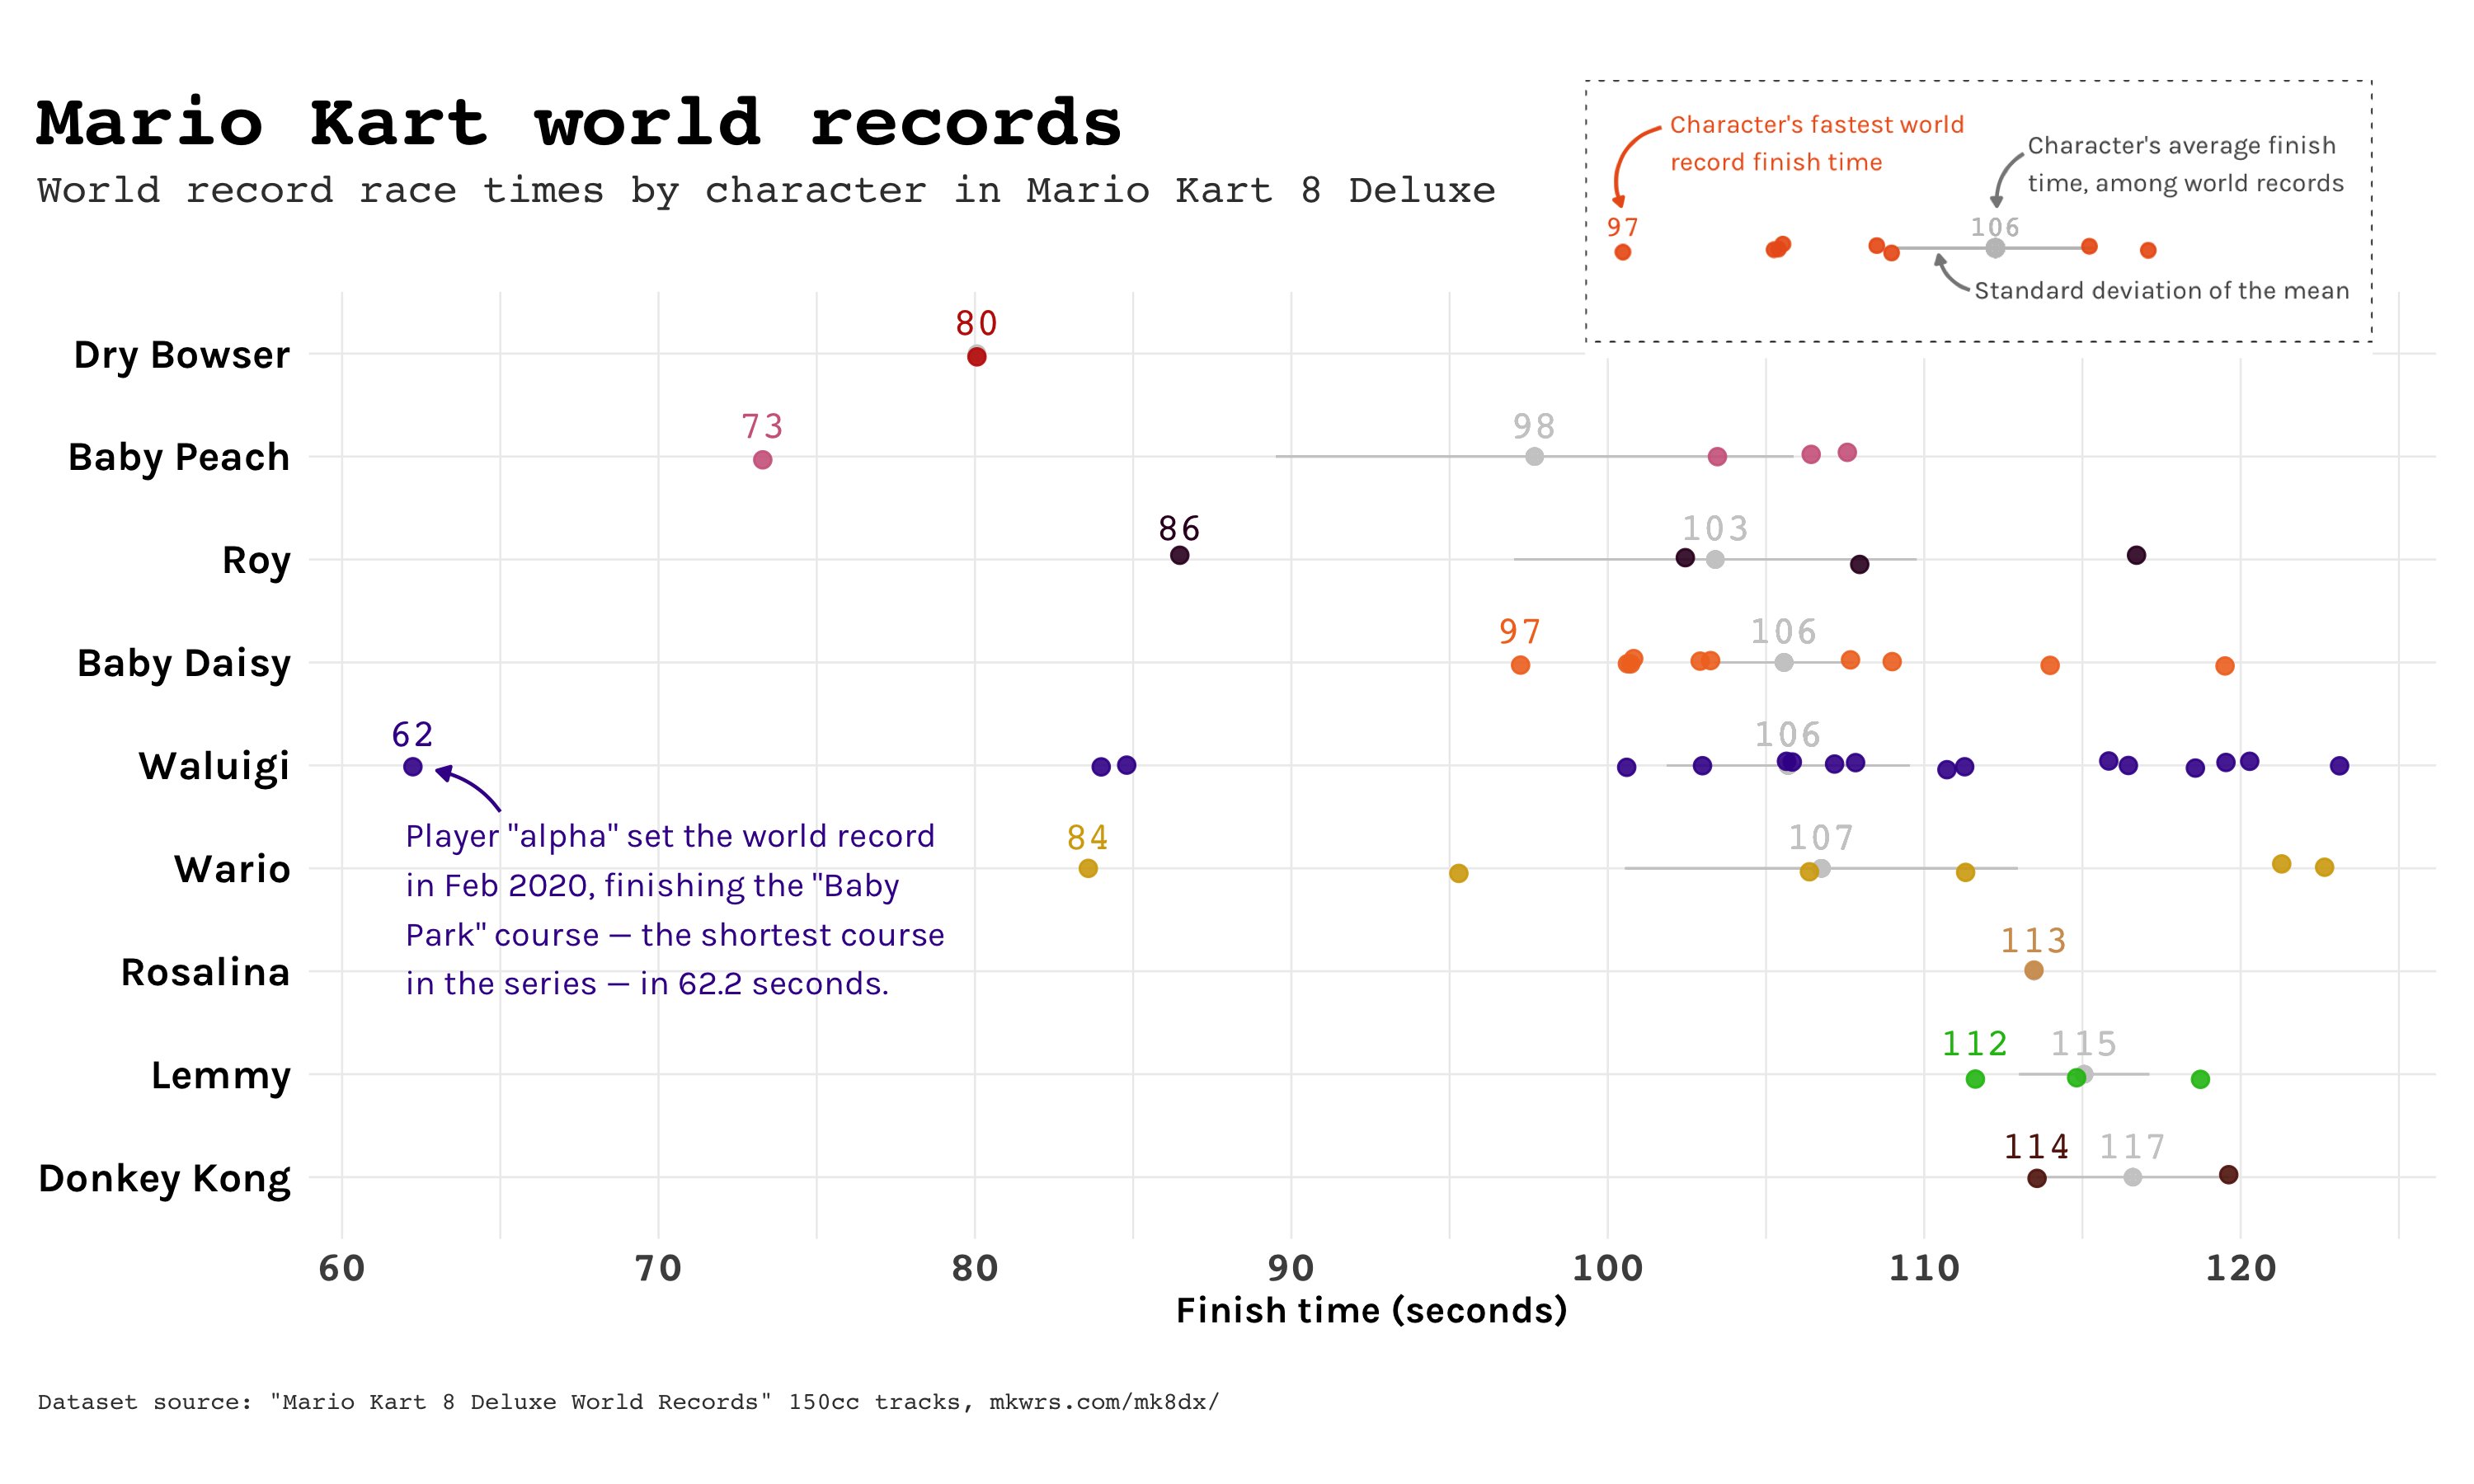 Mario Kart world records
World record race times by character in Mario Kart 8 Deluxe
Character's fastest world
record finish time
Character's average finish
time, among world records
97
106
Standard deviation of the mean
80
Dry Bowser
73
98
Baby Peach
86
103
Roy
97
106
Baby Daisy
62
106
Waluigi
Player "alpha" set the world record
in Feb 2020, finishing the "Baby
Park" course — the shortest course
in the series — in 62.2 seconds.
84
107
Wario
113
Rosalina
112
115
Lemmy
114
117
Donkey Kong
60 70 80 90 100 110 120
Finish time (seconds)
Dataset source: "Mario Kart 8 Deluxe World Records" 150cc tracks, mkwrs.com/mk8dx/